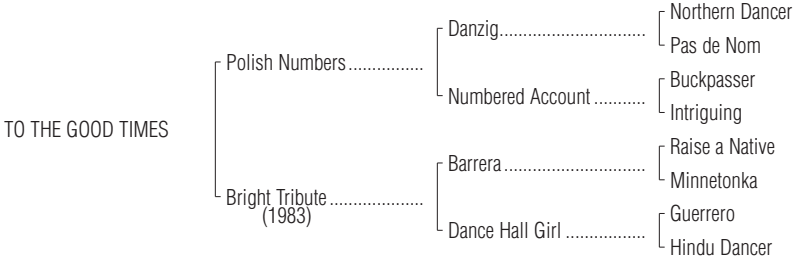 Northern Dancer
Danzig..............................
Pas de Nom
Polish Numbers................
Buckpasser
Numbered Account...........
Intriguing
TO THE GOOD TIMES
Raise a Native
Barrera..............................
Minnetonka
Bright Tribute....................
(1983)
Guerrero
Dance Hall Girl.................
Hindu Dancer